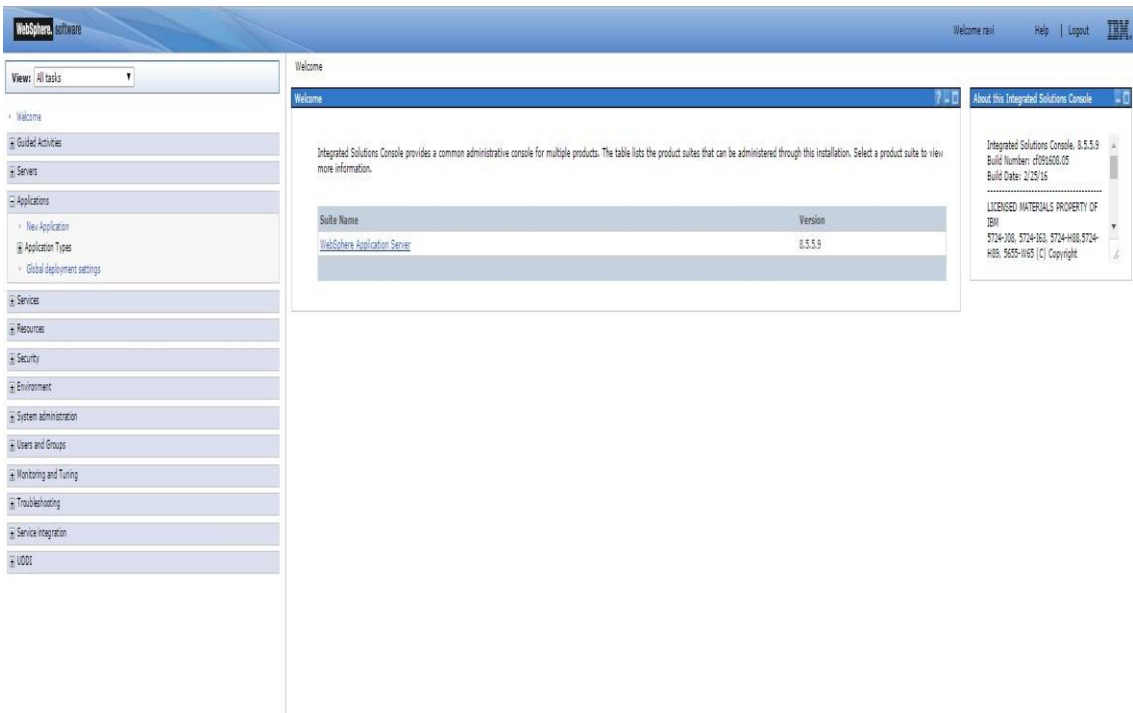 WebSphere. software
Welcome ravi
Help | Logout
IBM.
View: All tasks
Welcome
Guided Activities
Servers
Applications
New Application
Application Types
Global deployment settings
Services
Resources
Security
Environment
System administration
Users and Groups
Monitoring and Tuning
Troubleshooting
Service integration
UDDI
Welcome
Welcome
Integrated Solutions Console provides a common administrative console for multiple products. The table lists the product suites that can be administered through this installation. Select a product suite to view
more information.
Suite Name Version
WebSphere Application Server 8.5.5.9
About this Integrated Solutions Console
Integrated Solutions Console, 8.5.5.9
Build Number: cf091608.05
Build Date: 2/25/16
----------------------------------------
LICENSED MATERIALS PROPERTY OF
IBM
5724-J08, 5724-I63, 5724-H88,5724-
H89, 5655-W65 (C) Copyright